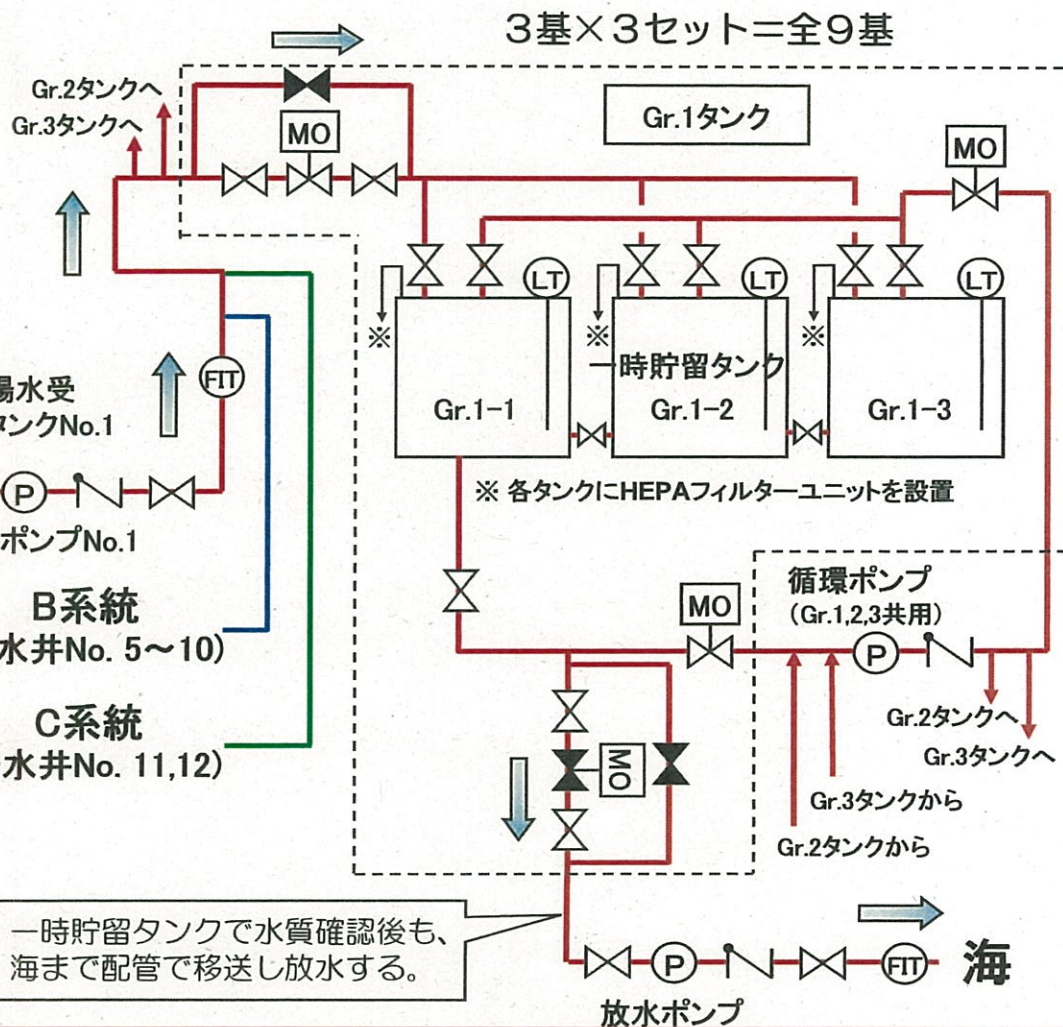 3基×3セット＝全9基
Gr.2タンクへ
Gr.3タンクへ
MO
Gr.1タンク
MO
LT
LT
LT
※
※
※
一時貯留タンク
Gr.1-1
Gr.1-2
Gr.1-3
※ 各タンクにHEPAフィルターユニットを設置
FIT
揚水受
タンクNo.1
P
ポンプNo.1
B系統
水井No. 5～10)
C系統
水井No. 11,12)
MO
循環ポンプ
(Gr.1,2,3共用)
P
Gr.2タンクへ
Gr.3タンクへ
Gr.3タンクから
Gr.2タンクから
MO
一時貯留タンクで水質確認後も、
海まで配管で移送し放水する。
P
FIT
海
放水ポンプ